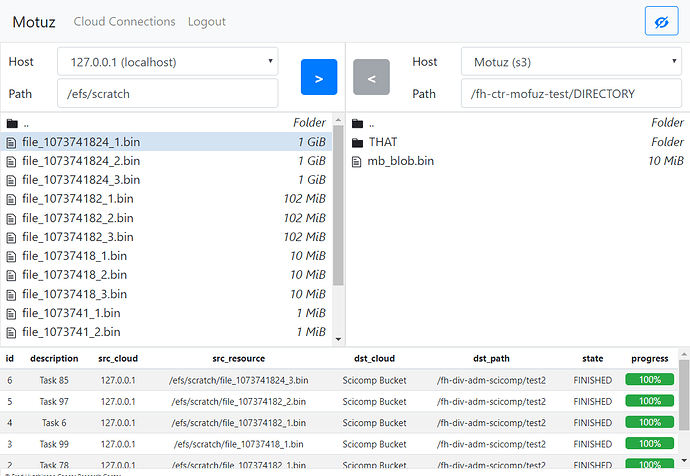 Motuz Cloud Connections Logout
Host 127.0.0.1 (localhost)
Path /efs/scratch
>
<
Host Motuz (s3)
Path /fh-ctr-mofuz-test/DIRECTORY
.. Folder
file_1073741824_1.bin 1 GiB
file_1073741824_2.bin 1 GiB
file_1073741824_3.bin 1 GiB
file_107374182_1.bin 102 MiB
file_107374182_2.bin 102 MiB
file_107374182_3.bin 102 MiB
file_10737418_1.bin 10 MiB
file_10737418_2.bin 10 MiB
file_10737418_3.bin 10 MiB
file_1073741_1.bin 1 MiB
file_1073741_2.bin 1 MiB
.. Folder
THAT Folder
mb_blob.bin 10 MiB
id description src_cloud src_resource dst_cloud dst_path state progress
6 Task 85 127.0.0.1 /efs/scratch/file_1073741824_3.bin Scicomp Bucket /fh-div-adm-scicomp/test2 FINISHED 100%
5 Task 97 127.0.0.1 /efs/scratch/file_107374182_2.bin Scicomp Bucket /fh-div-adm-scicomp/test2 FINISHED 100%
4 Task 6 127.0.0.1 /efs/scratch/file_107374182_1.bin Scicomp Bucket /fh-div-adm-scicomp/test2 FINISHED 100%
3 Task 99 127.0.0.1 /efs/scratch/file_10737418_1.bin Scicomp Bucket /fh-div-adm-scicomp/test2 FINISHED 100%
2 Task 78 127.0.0.1 /efs/scratch/file_1073741824_1.bin Scicomp Bucket /fh-div-adm-scicomp/test2 FINISHED 100%